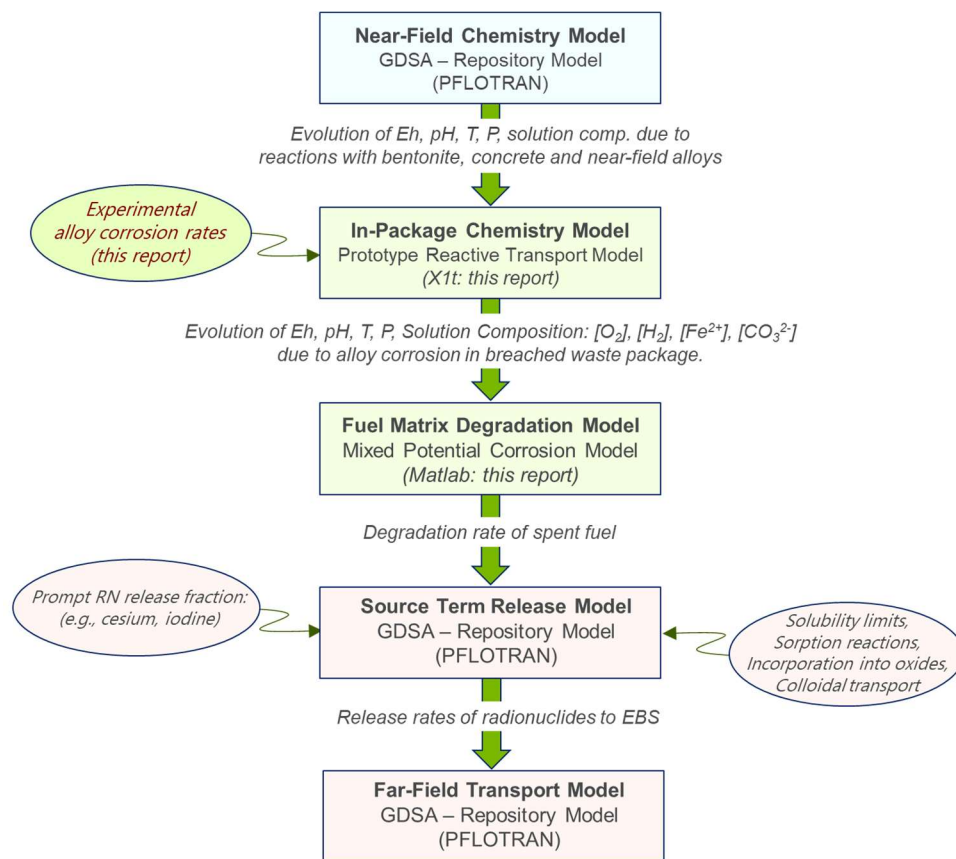 Near-Field Chemistry Model
GDSA – Repository Model
(PFLOTRAN)
Evolution of Eh, pH, T, P, solution comp. due to
reactions with bentonite, concrete and near-field alloys
Experimental
alloy corrosion rates
(this report)
In-Package Chemistry Model
Prototype Reactive Transport Model
(X1t: this report)
Evolution of Eh, pH, T, P, Solution Composition: [O₂], [H₂], [Fe²⁺], [CO₃²⁻]
due to alloy corrosion in breached waste package.
Fuel Matrix Degradation Model
Mixed Potential Corrosion Model
(Matlab: this report)
Degradation rate of spent fuel
Prompt RN release fraction:
(e.g., cesium, iodine)
Source Term Release Model
GDSA – Repository Model
(PFLOTRAN)
Solubility limits,
Sorption reactions,
Incorporation into oxides,
Colloidal transport
Release rates of radionuclides to EBS
Far-Field Transport Model
GDSA – Repository Model
(PFLOTRAN)